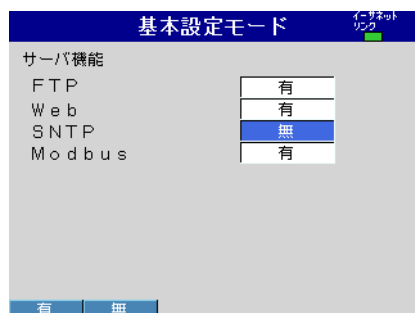 基本設定モード
イーサネット
リンク
サーバ機能
FTP 有
Web 有
SNTP 無
Modbus 有
有 無